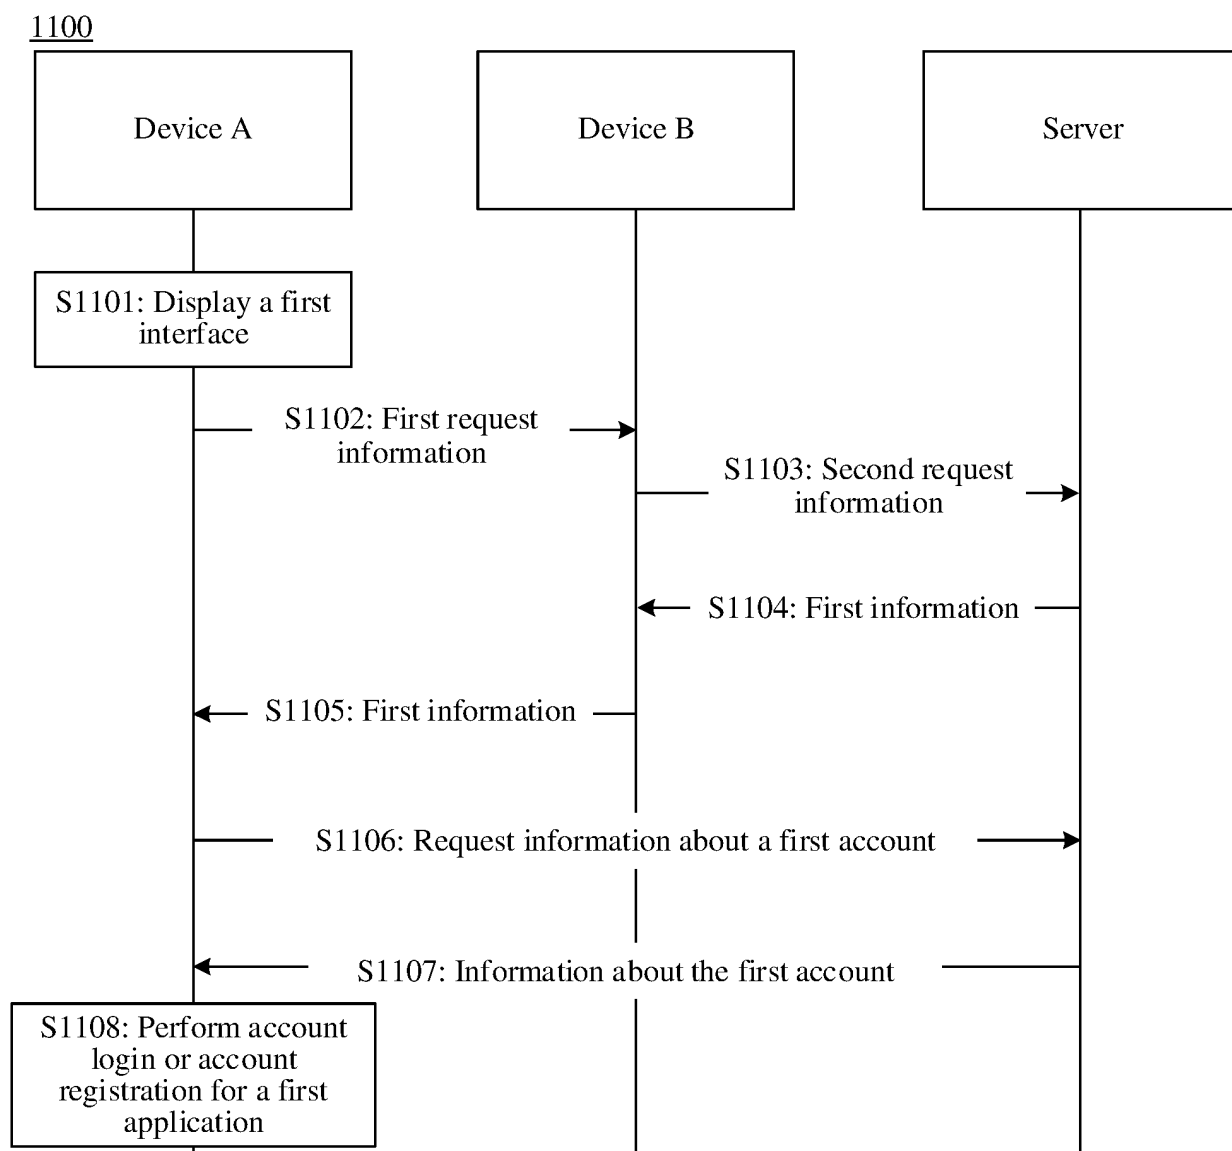 1100
Device A
Device B
Server
S1101: Display a first
interface
S1102: First request
information
S1103: Second request
information
S1104: First information
S1105: First information
S1106: Request information about a first account
S1107: Information about the first account
S1108: Perform account
login or account
registration for a first
application